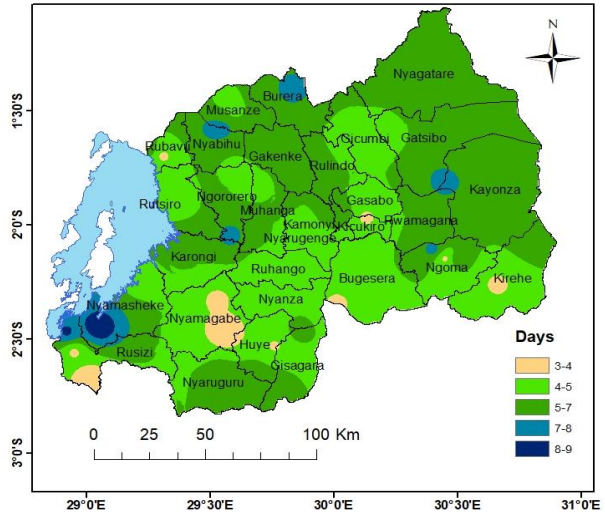 N
Nyagatare
Burera
Musanze
1°30'S
Rubavu
Nyabihu
Gicumbi
Gatsibo
Gakenke
Rulindo
Kayonza
Rutsiro
Ngororero
Muhanga
Gasabo
2°0'S
Kamonyi
Kicukiro
Rwamagana
Nyarugenge
Karongi
Ruhango
Bugesera
Ngoma
Kirehe
Nyamasheke
Nyanza
Nyamagabe
2°30'S
Rusizi
Huye
Gisagara
Nyaruguru
Days
3-4
4-5
5-7
7-8
8-9
0 25 50 100 Km
3°0'S
29°0'E 29°30'E 30°0'E 30°30'E 31°0'E